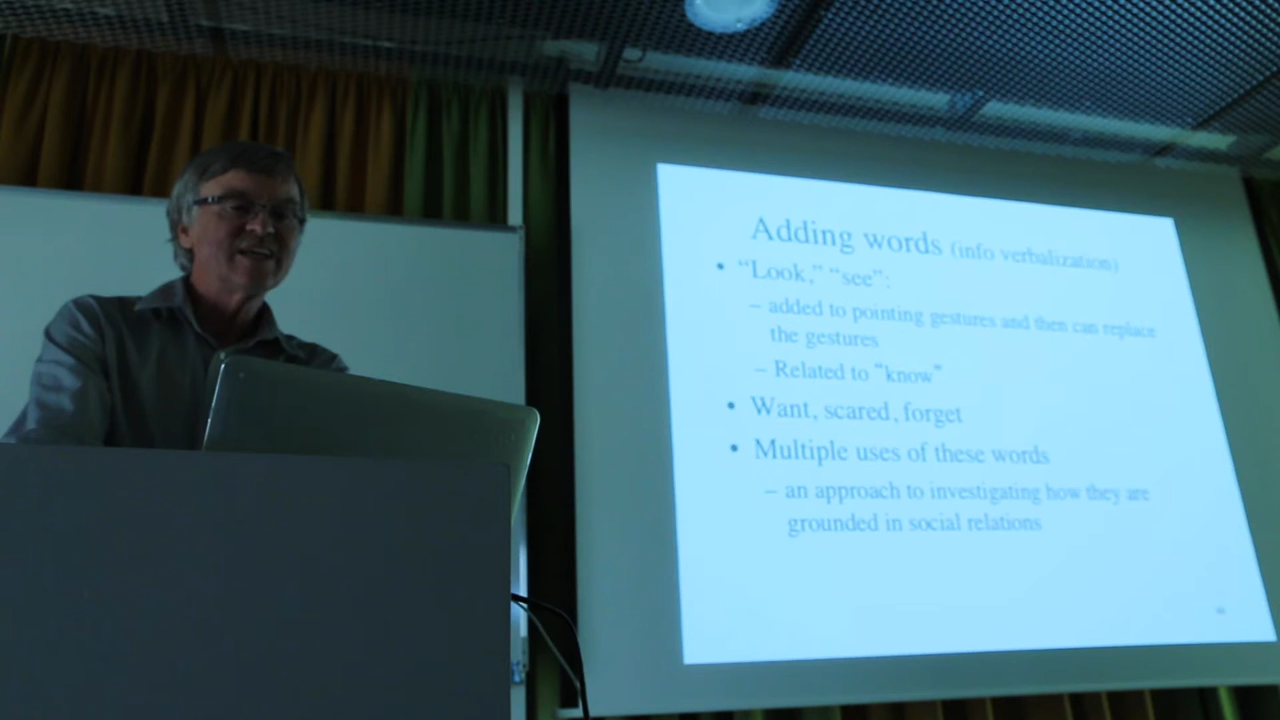 Adding words (info verbalization)
• “Look,” “see”:
– added to pointing gestures and then can replace
the gestures
– Related to “know”
• Want, scared, forget
• Multiple uses of these words
– an approach to investigating how they are
grounded in social relations